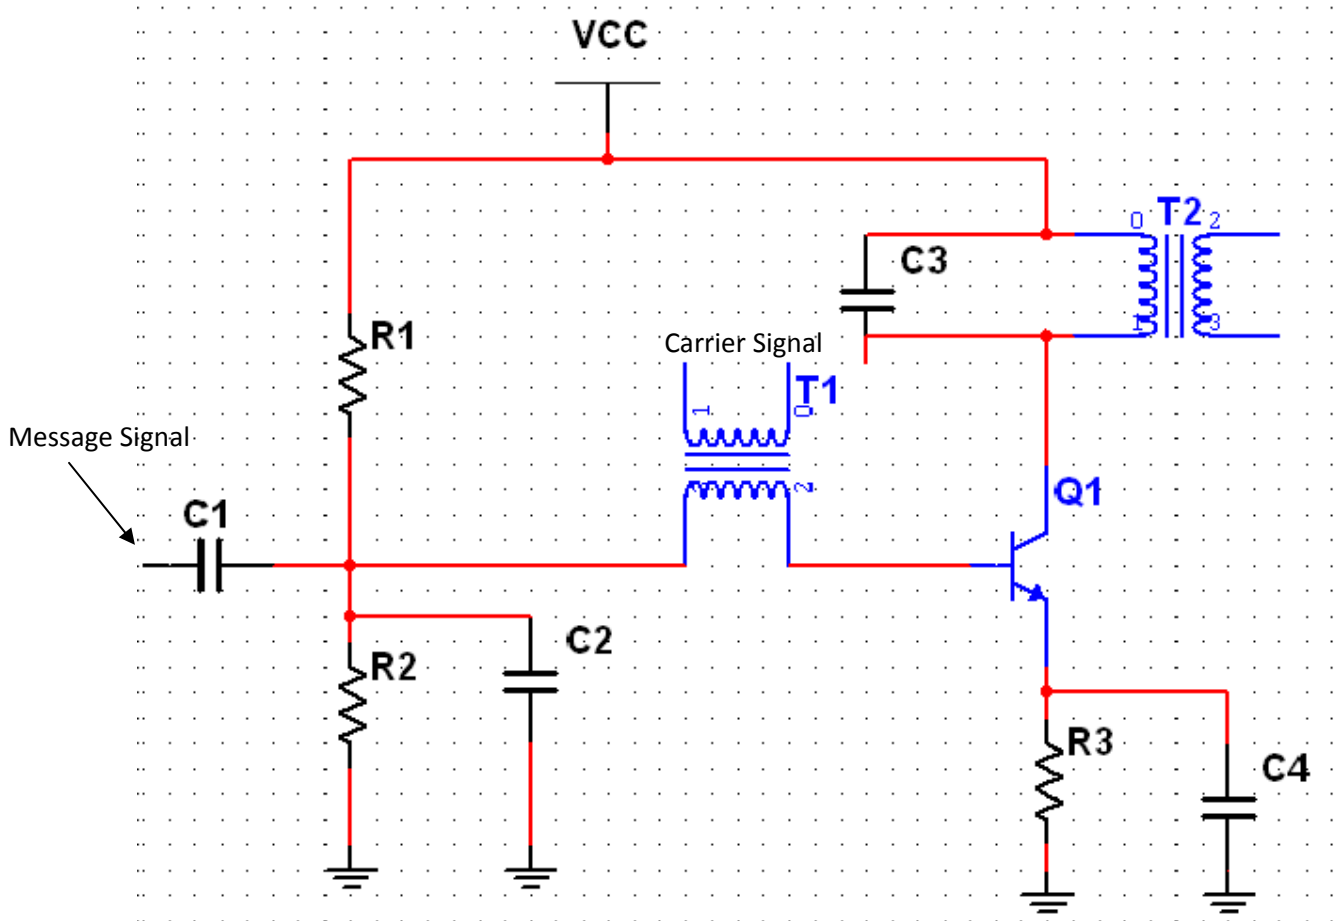 VCC
0 T2 2
C3
1 3
R1
Carrier Signal
T1
1 0
Message Signal
3 2
Q1
C1
C2
R2
R3
C4